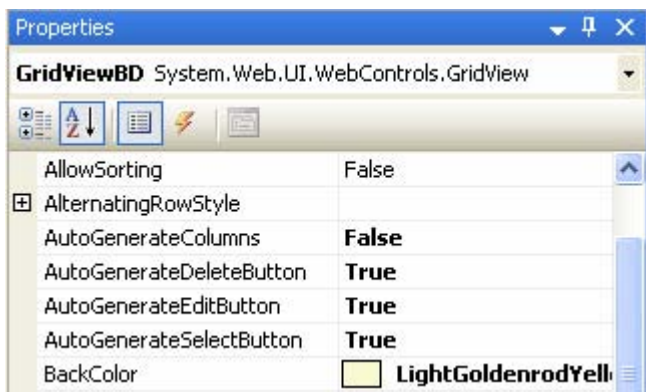 Properties
GridViewBD System.Web.UI.WebControls.GridView
AllowSorting False
AlternatingRowStyle
AutoGenerateColumns False
AutoGenerateDeleteButton True
AutoGenerateEditButton True
AutoGenerateSelectButton True
BackColor LightGoldenrodYell